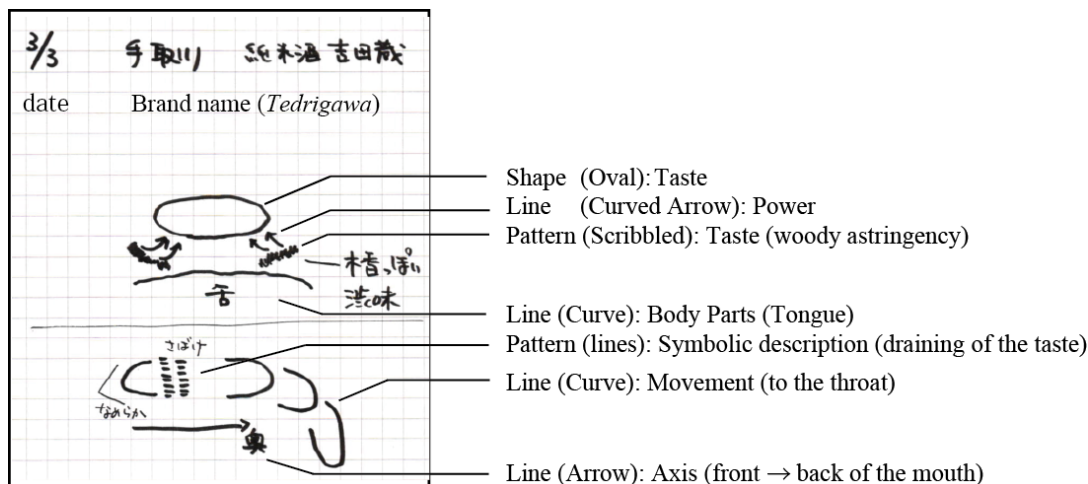 3/3 手取川 純米酒 吉田蔵
date Brand name (Tedrigawa)
Shape (Oval): Taste
Line (Curved Arrow): Power
Pattern (Scribbled): Taste (woody astringency)
木香っぽい
渋味
舌
Line (Curve): Body Parts (Tongue)
さばけ
Pattern (lines): Symbolic description (draining of the taste)
Line (Curve): Movement (to the throat)
なめらか
奥
Line (Arrow): Axis (front → back of the mouth)